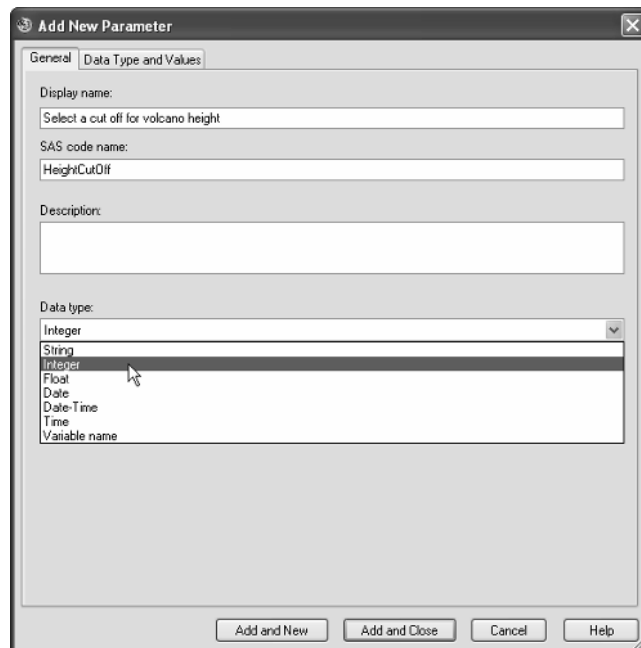 Add New Parameter
General
Data Type and Values
Display name:
Select a cut off for volcano height
SAS code name:
HeightCutOff
Description:
Data type:
Integer
String
Integer
Float
Date
Date-Time
Time
Variable name
Add and New
Add and Close
Cancel
Help